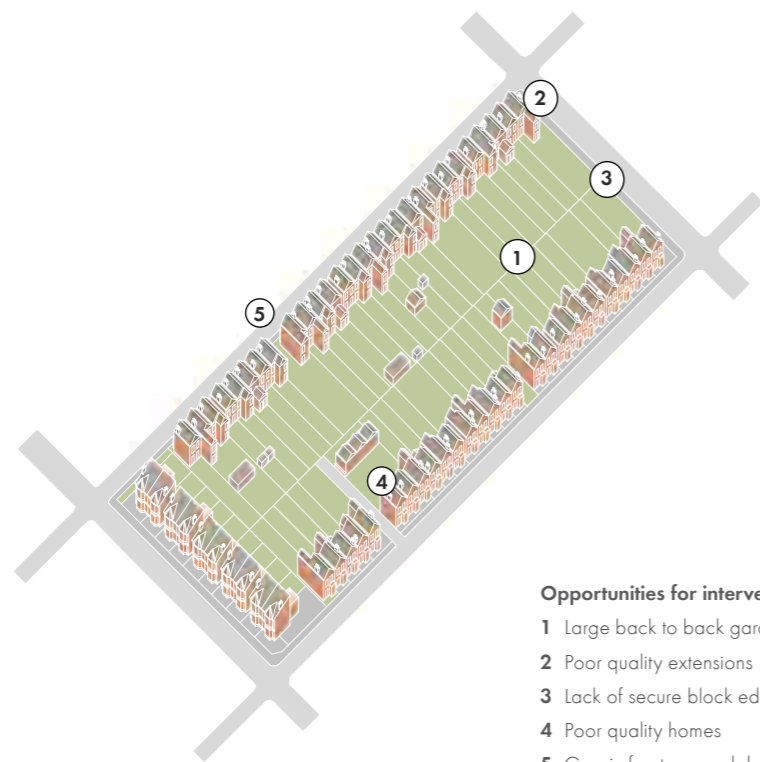 2
3
1
5
4
Opportunities for interve
1 Large back to back gar
2 Poor quality extensions
3 Lack of secure block ed
4 Poor quality homes
5